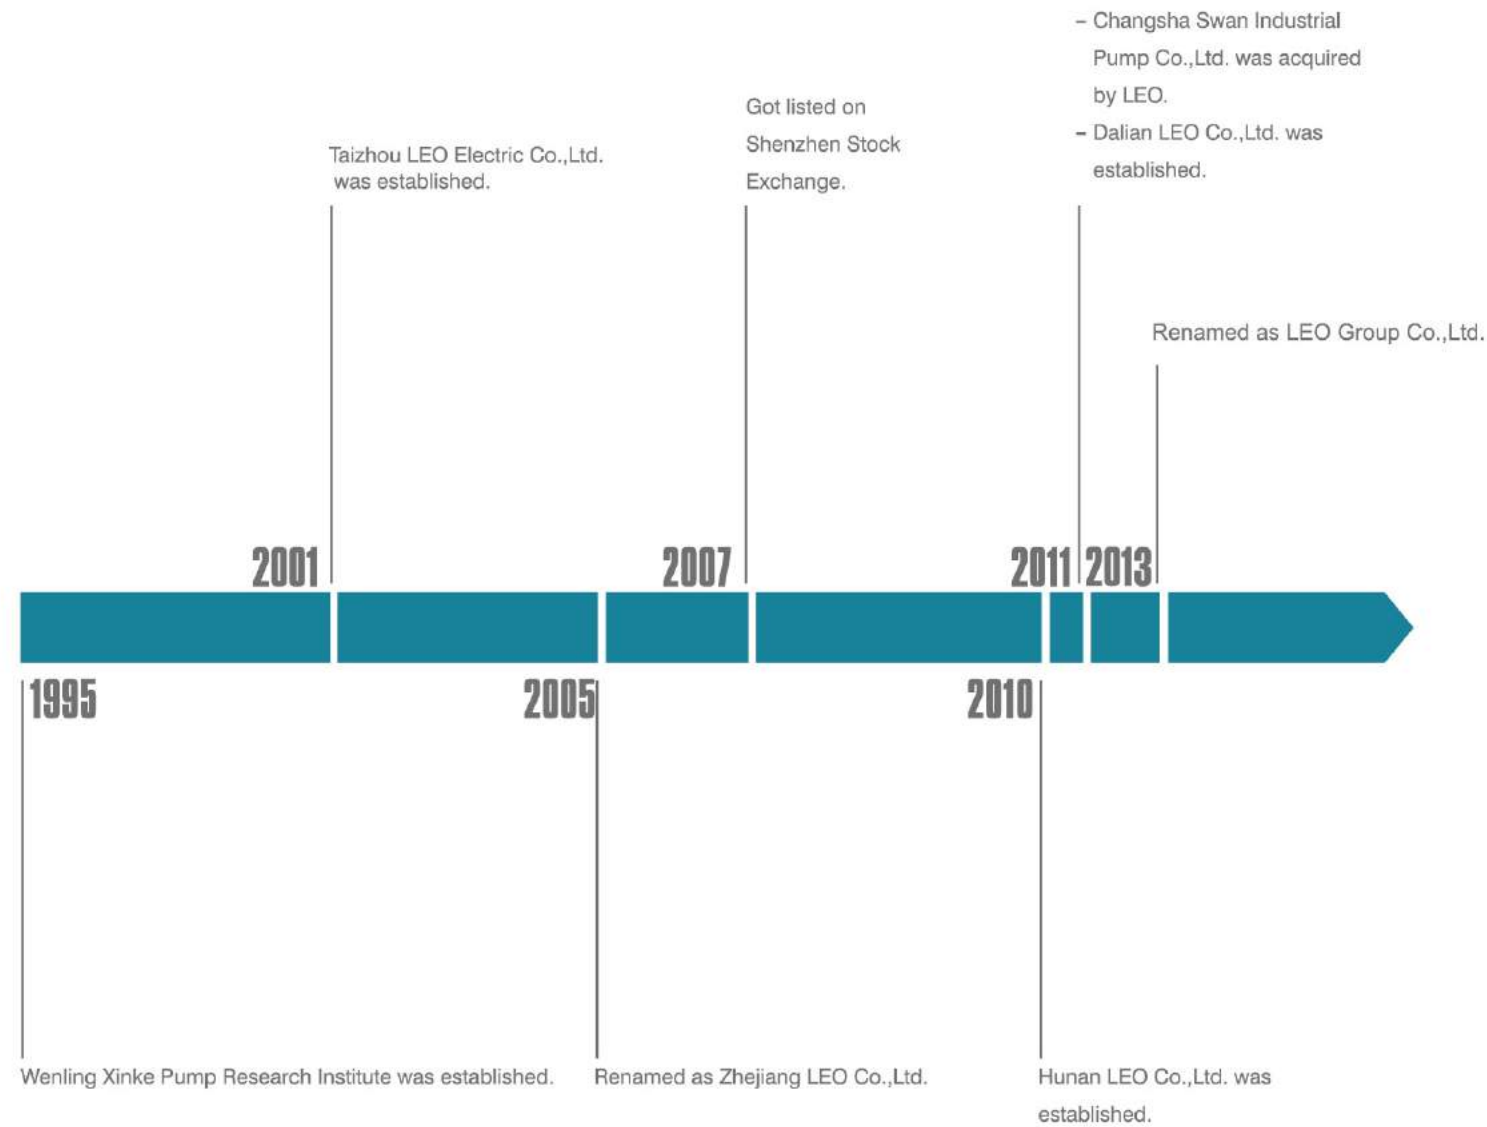 – Changsha Swan Industrial
Pump Co.,Ltd. was acquired
by LEO.
– Dalian LEO Co.,Ltd. was
established.
Got listed on
Shenzhen Stock
Exchange.
Taizhou LEO Electric Co.,Ltd.
was established.
Renamed as LEO Group Co.,Ltd.
2001
2007
2011
2013
1995
2005
2010
Wenling Xinke Pump Research Institute was established.
Renamed as Zhejiang LEO Co.,Ltd.
Hunan LEO Co.,Ltd. was
established.